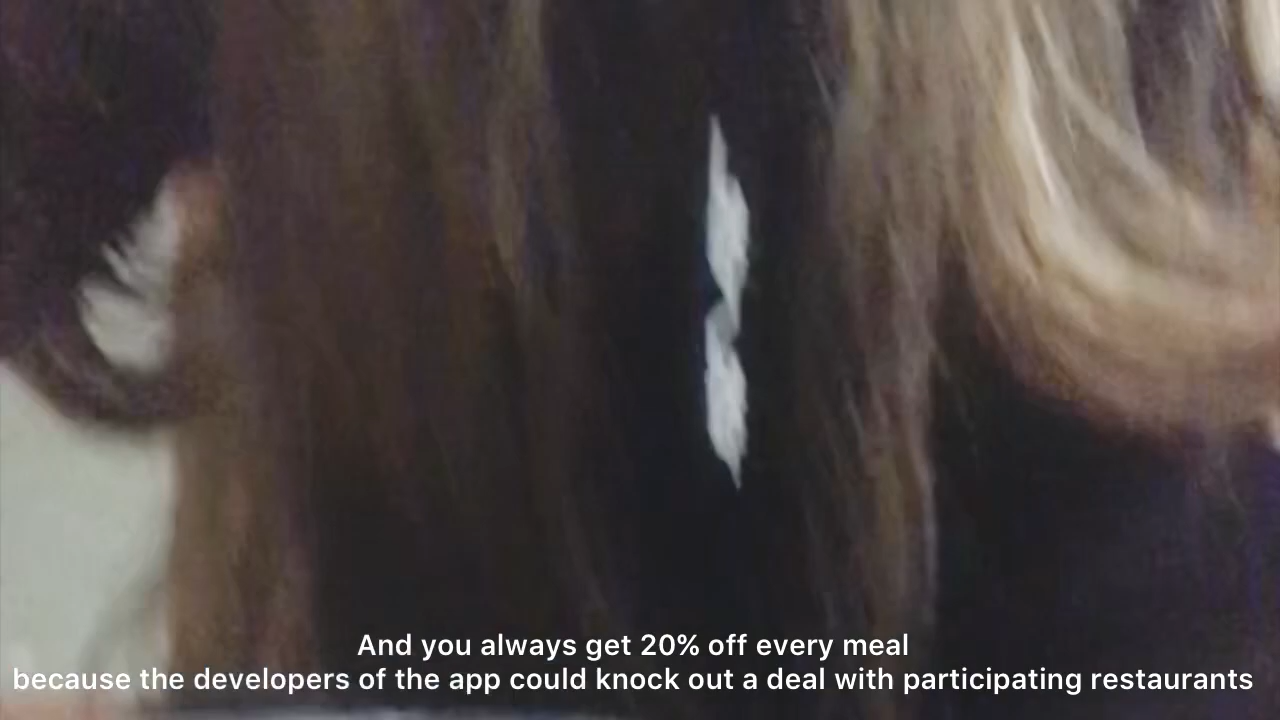 And you always get 20% off every meal
because the developers of the app could knock out a deal with participating restaurants